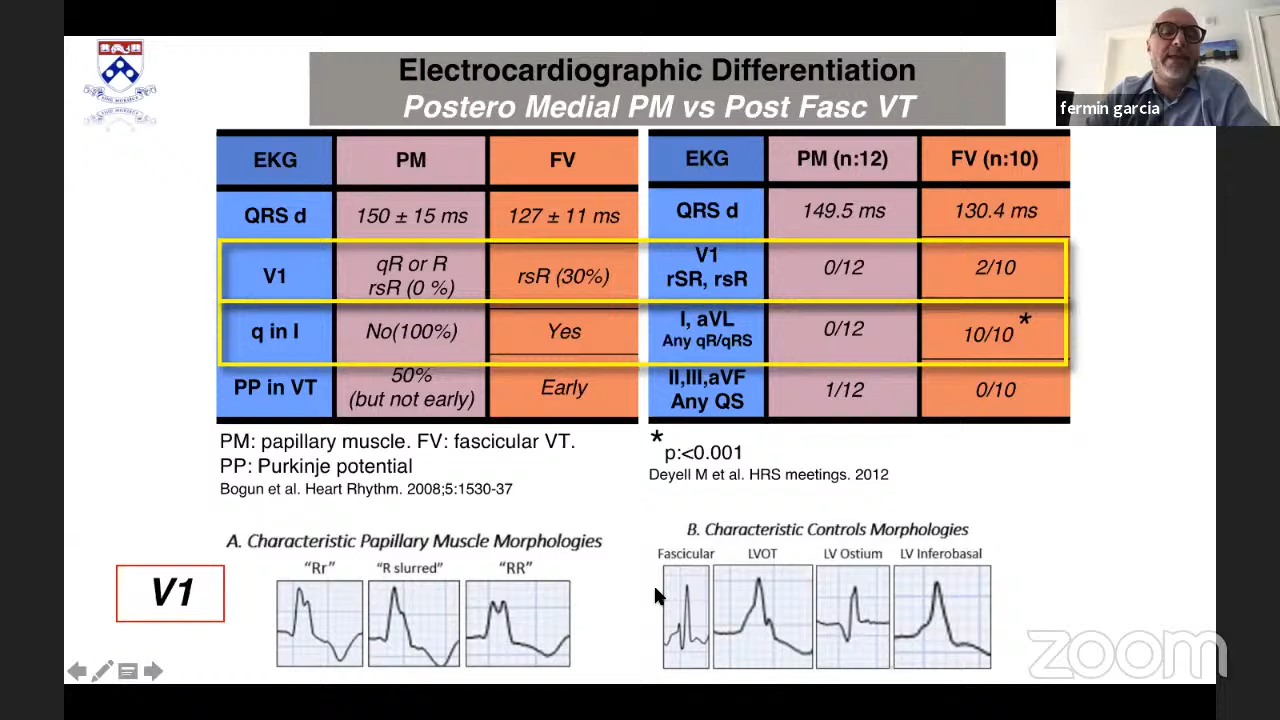 Electrocardiographic Differentiation
Postero Medial PM vs Post Fasc VT
fermin garcia
EKG PM FV
QRS d 150 ± 15 ms 127 ± 11 ms
V1 qR or R rsR (0 %) rsR (30%)
q in I No(100%) Yes
PP in VT 50% (but not early) Early
EKG PM (n:12) FV (n:10)
QRS d 149.5 ms 130.4 ms
V1 rSR, rsR 0/12 2/10
I, aVL Any qR/qRS 0/12 10/10 *
II,III,aVF Any QS 1/12 0/10
PM: papillary muscle. FV: fascicular VT.
PP: Purkinje potential
Bogun et al. Heart Rhythm. 2008;5:1530-37
* p:<0.001
Deyell M et al. HRS meetings. 2012
A. Characteristic Papillary Muscle Morphologies
"Rr" "R slurred" "RR"
B. Characteristic Controls Morphologies
Fascicular LVOT LV Ostium LV Inferobasal
V1
zoom